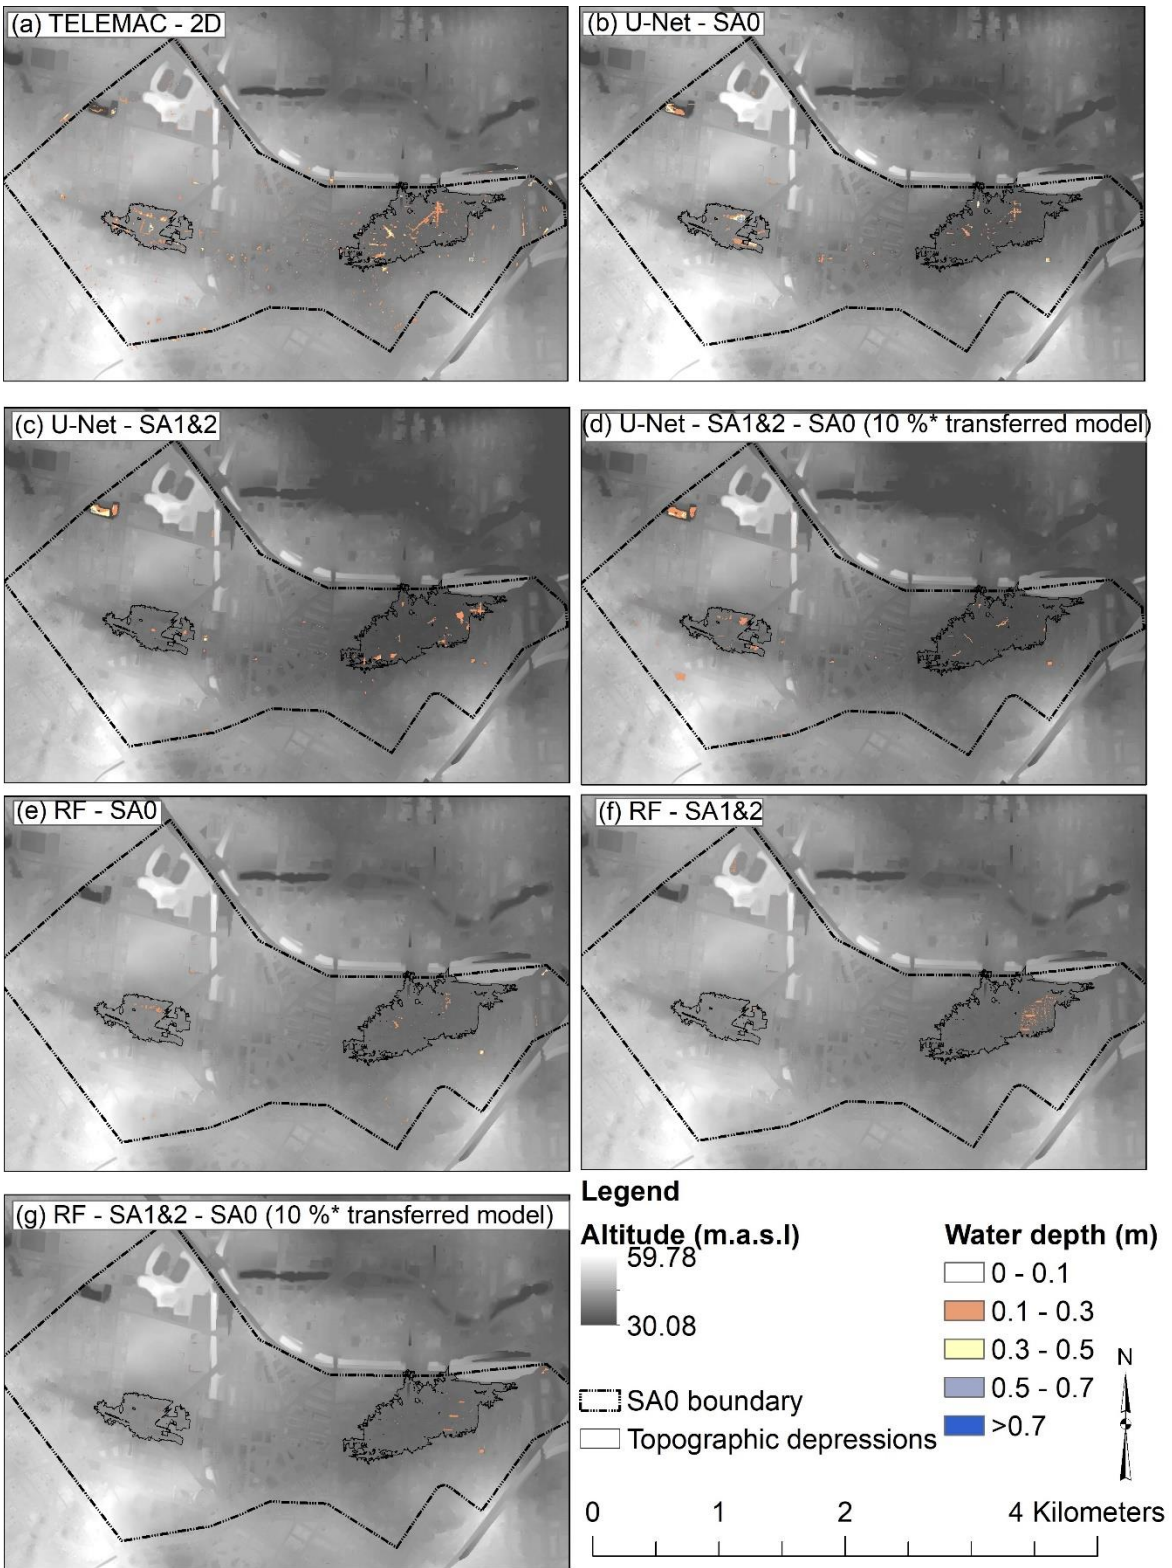 (a) TELEMAC - 2D
(b) U-Net - SA0
(c) U-Net - SA1&2
(d) U-Net - SA1&2 - SA0 (10 %* transferred model)
(e) RF - SA0
(f) RF - SA1&2
(g) RF - SA1&2 - SA0 (10 %* transferred model)
Legend
Altitude (m.a.s.l)
59.78
30.08
SA0 boundary
Topographic depressions
Water depth (m)
0 - 0.1
0.1 - 0.3
0.3 - 0.5
0.5 - 0.7
>0.7
N
0 1 2 4 Kilometers